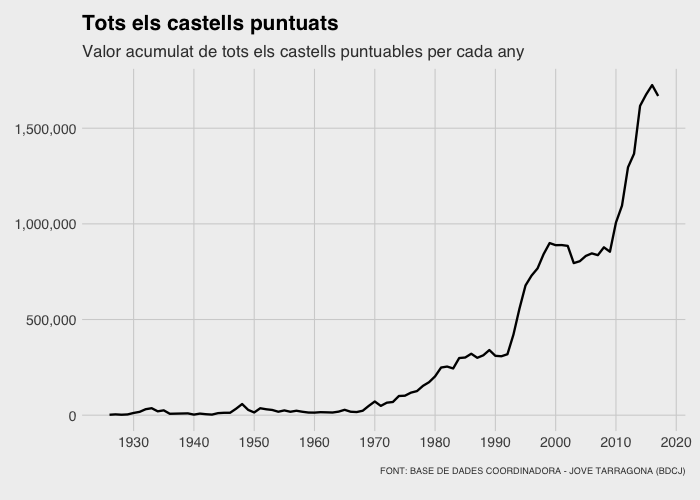 Tots els castells puntuats
Valor acumulat de tots els castells puntuables per cada any
1,500,000
1,000,000
500,000
0
1930 1940 1950 1960 1970 1980 1990 2000 2010 2020
FONT: BASE DE DADES COORDINADORA - JOVE TARRAGONA (BDCJ)